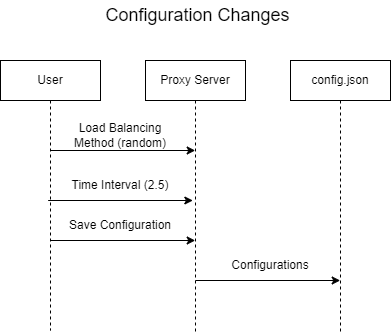 Configuration Changes
User
Proxy Server
config.json
Load Balancing
Method (random)
Time Interval (2.5)
Save Configuration
Configurations